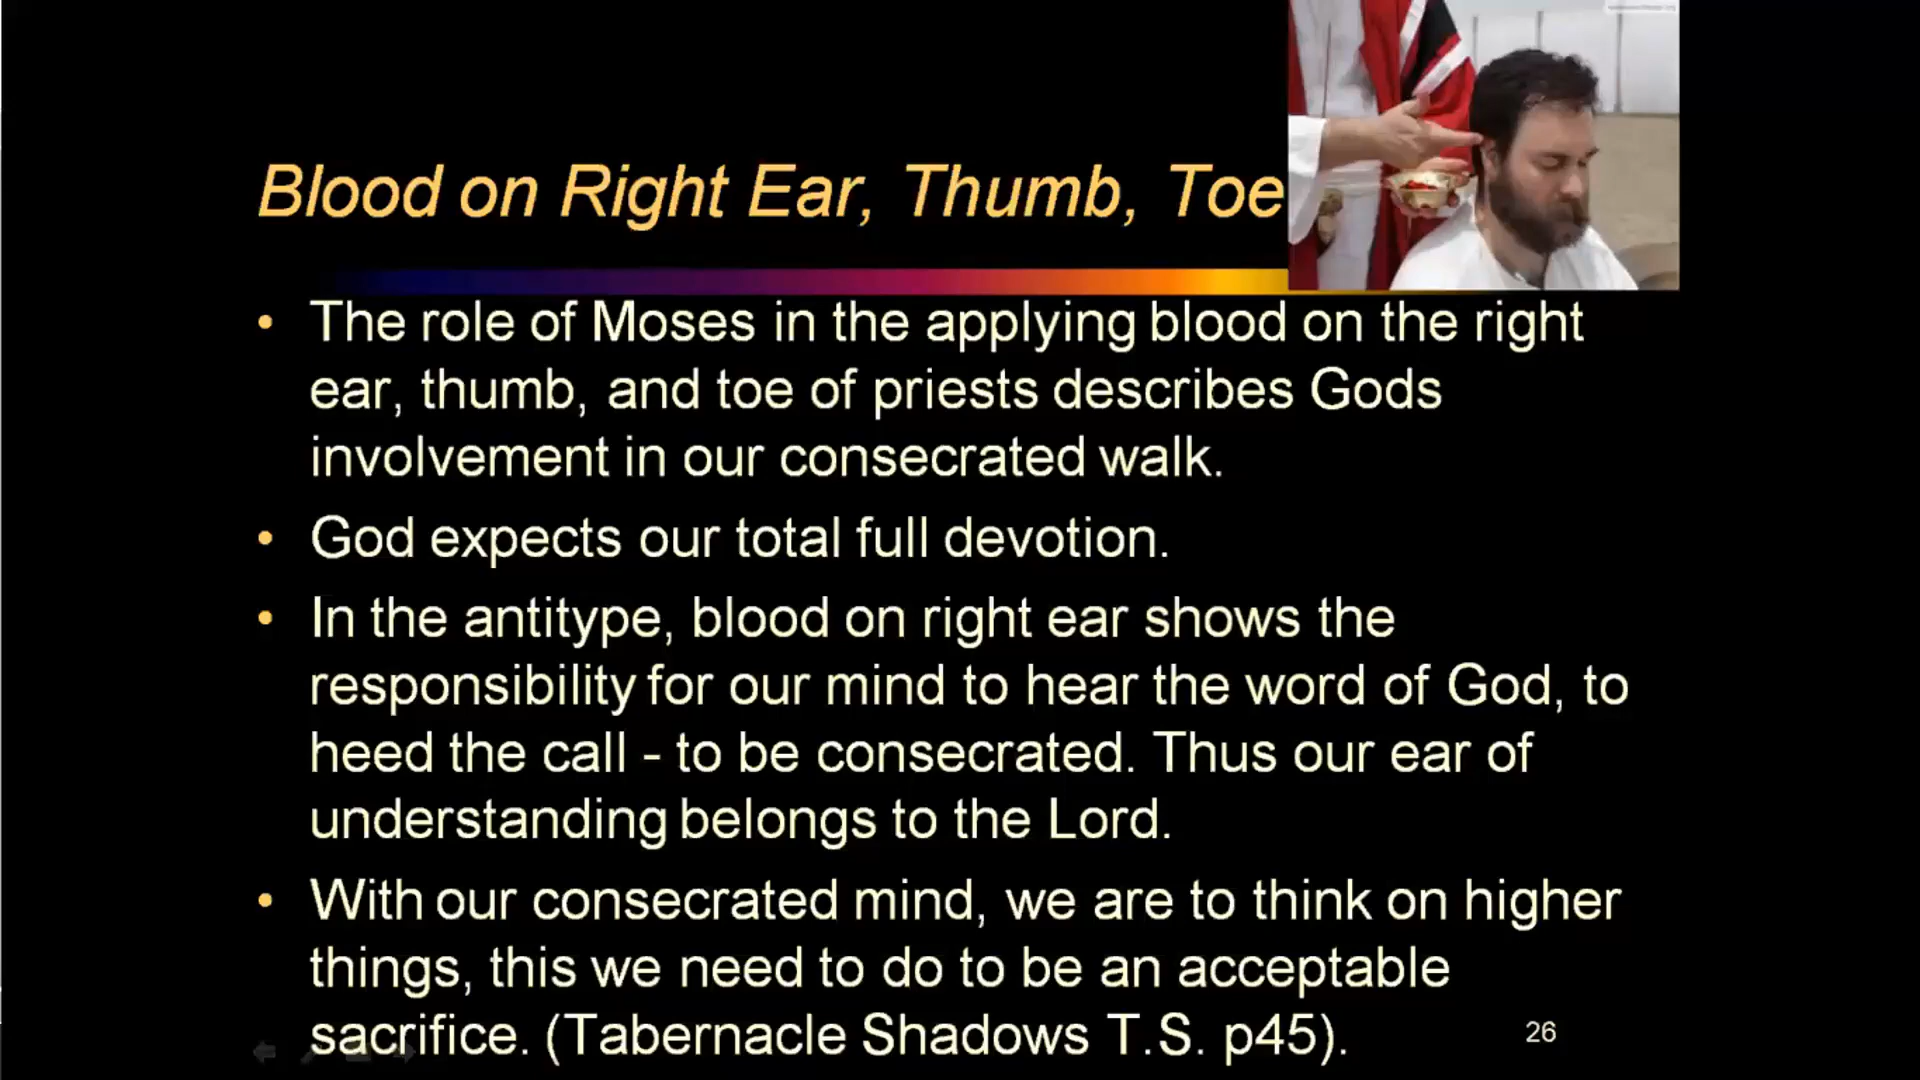 Blood on Right Ear, Thumb, Toe
• The role of Moses in the applying blood on the right
ear, thumb, and toe of priests describes Gods
involvement in our consecrated walk.
• God expects our total full devotion.
• In the antitype, blood on right ear shows the
responsibility for our mind to hear the word of God, to
heed the call - to be consecrated. Thus our ear of
understanding belongs to the Lord.
• With our consecrated mind, we are to think on higher
things, this we need to do to be an acceptable
sacrifice. (Tabernacle Shadows T.S. p45).
26